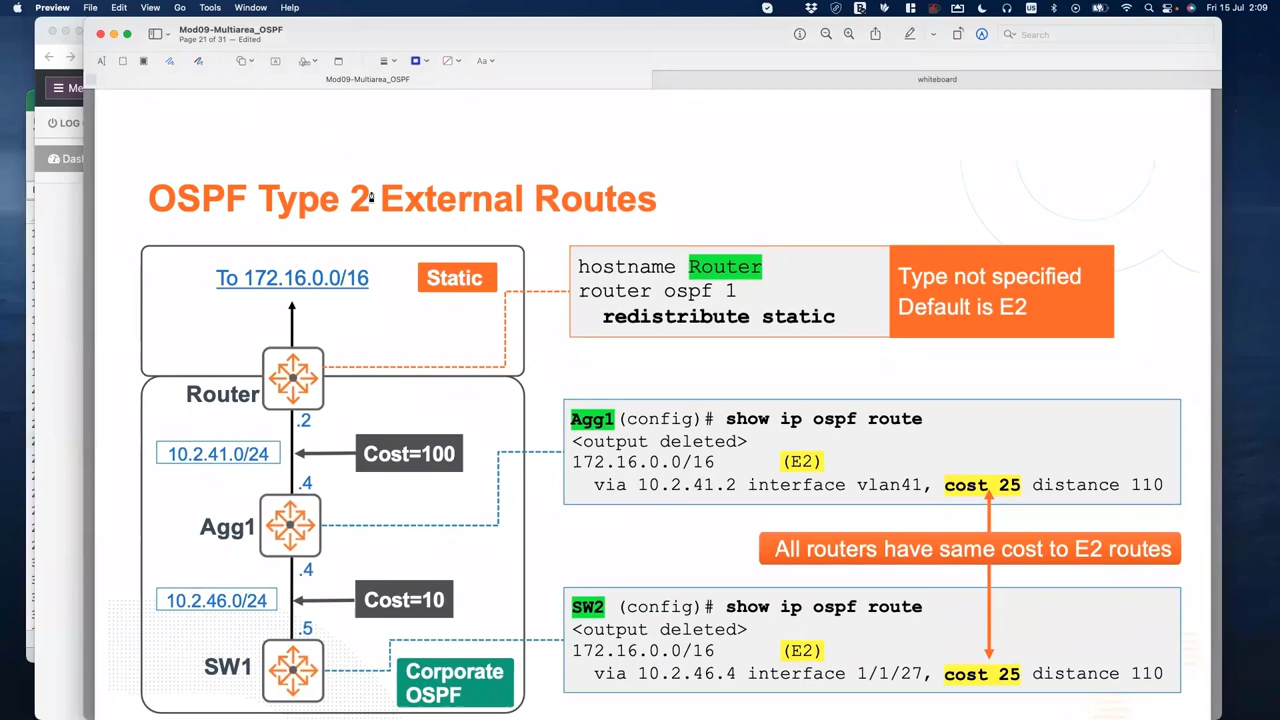 Preview File Edit View Go Tools Window Help
Fri 15 Jul 2:09
Mod09-Multiarea_OSPF
Page 21 of 31 — Edited
Search
Aa
Mod09-Multiarea_OSPF
whiteboard
Me
LOG
Dash
OSPF Type 2 External Routes
To 172.16.0.0/16
Static
hostname Router
router ospf 1
redistribute static
Type not specified
Default is E2
Router
.2
10.2.41.0/24
Cost=100
.4
Agg1
.4
10.2.46.0/24
Cost=10
.5
SW1
Corporate
OSPF
Agg1(config)# show ip ospf route
<output deleted>
172.16.0.0/16 (E2)
via 10.2.41.2 interface vlan41, cost 25 distance 110
All routers have same cost to E2 routes
SW2 (config)# show ip ospf route
<output deleted>
172.16.0.0/16 (E2)
via 10.2.46.4 interface 1/1/27, cost 25 distance 110